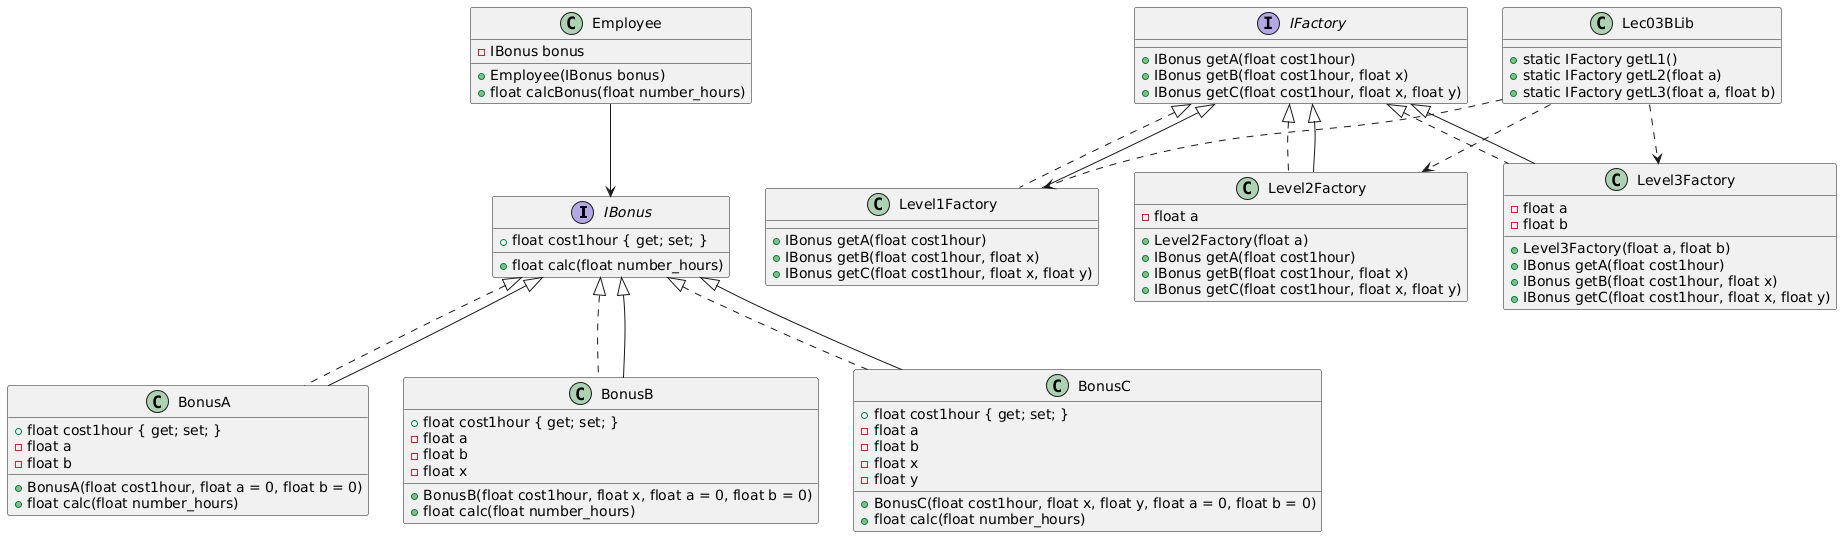 Employee
IBonus bonus
Employee(IBonus bonus)
float calcBonus(float number_hours)
IFactory
IBonus getA(float cost1hour)
IBonus getB(float cost1hour, float x)
IBonus getC(float cost1hour, float x, float y)
Lec03BLib
static IFactory getL1()
static IFactory getL2(float a)
static IFactory getL3(float a, float b)
IBonus
float cost1hour { get; set; }
float calc(float number_hours)
Level1Factory
IBonus getA(float cost1hour)
IBonus getB(float cost1hour, float x)
IBonus getC(float cost1hour, float x, float y)
Level2Factory
float a
Level2Factory(float a)
IBonus getA(float cost1hour)
IBonus getB(float cost1hour, float x)
IBonus getC(float cost1hour, float x, float y)
Level3Factory
float a
float b
Level3Factory(float a, float b)
IBonus getA(float cost1hour)
IBonus getB(float cost1hour, float x)
IBonus getC(float cost1hour, float x, float y)
BonusA
float cost1hour { get; set; }
float a
float b
BonusA(float cost1hour, float a = 0, float b = 0)
float calc(float number_hours)
BonusB
float cost1hour { get; set; }
float a
float b
float x
BonusB(float cost1hour, float x, float a = 0, float b = 0)
float calc(float number_hours)
BonusC
float cost1hour { get; set; }
float a
float b
float x
float y
BonusC(float cost1hour, float x, float y, float a = 0, float b = 0)
float calc(float number_hours)